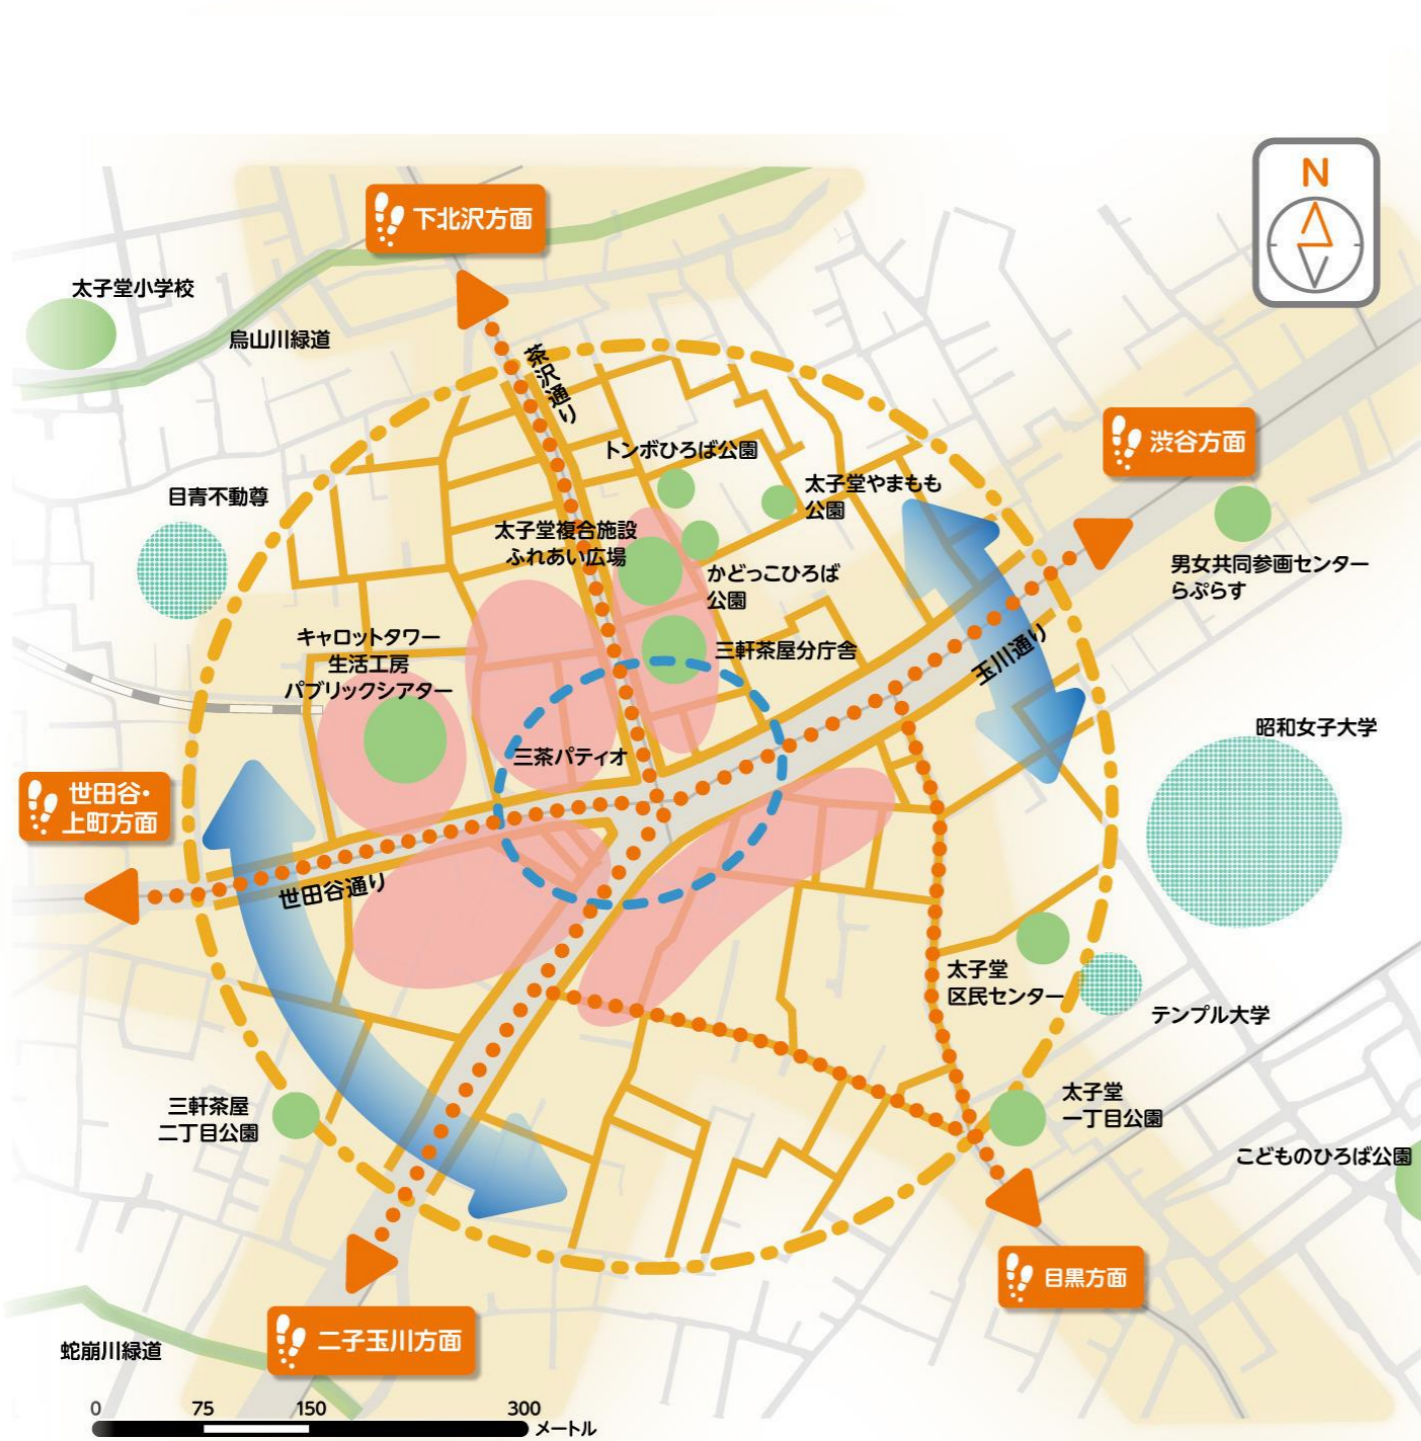 N
下北沢方面
太子堂小学校
烏山川緑道
茶沢通り
渋谷方面
トンボひろば公園
太子堂やまもも
公園
目青不動尊
太子堂複合施設
ふれあい広場
かどっこひろば
公園
男女共同参画センター
らぷらす
キャロットタワー
生活工房
パブリックシアター
三軒茶屋分庁舎
玉川通り
三茶パティオ
昭和女子大学
世田谷・
上町方面
世田谷通り
太子堂
区民センター
テンプル大学
三軒茶屋
二丁目公園
太子堂
一丁目公園
こどものひろば公園
目黒方面
二子玉川方面
蛇崩川緑道
0 75 150 300
メートル